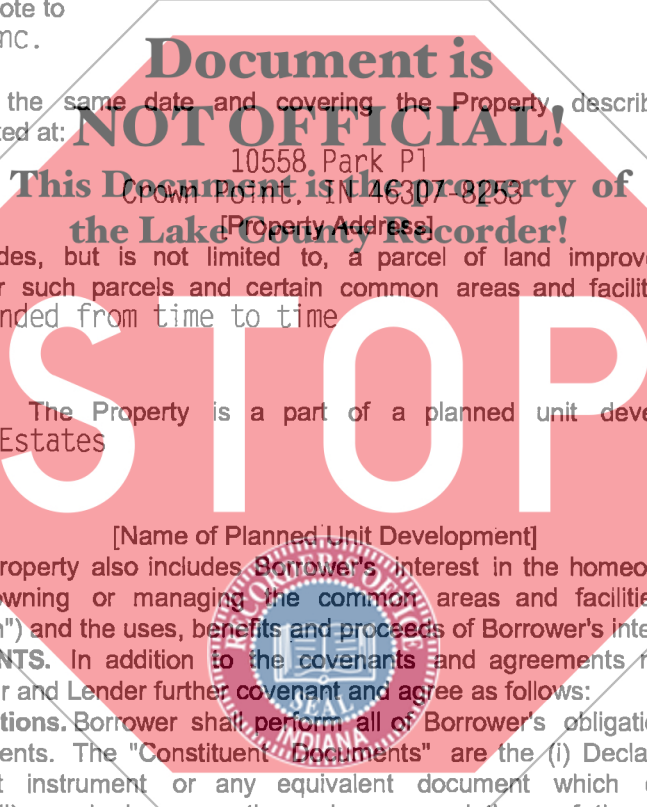 ote to
nc.
Document is
the same date and covering the Property describ
ed at:
NOT OFFICIAL!
10558 Park Pl
This Document is the property of
Crown Point, IN 46307-8253
the Lake County Recorder!
[Property Address]
des, but is not limited to, a parcel of land improve
r such parcels and certain common areas and facilit
nded from time to time
STOP
The Property is a part of a planned unit deve
Estates
[Name of Planned Unit Development]
roperty also includes Borrower's interest in the homeo
owning or managing the common areas and facilitie
n") and the uses, benefits and proceeds of Borrower's inte
NTS. In addition to the covenants and agreements m
r and Lender further covenant and agree as follows:
tions. Borrower shall perform all of Borrower's obligatio
ents. The "Constituent Documents" are the (i) Declar
t instrument or any equivalent document which c
RECORDER'S OFFICE
SEAL
INDIANA